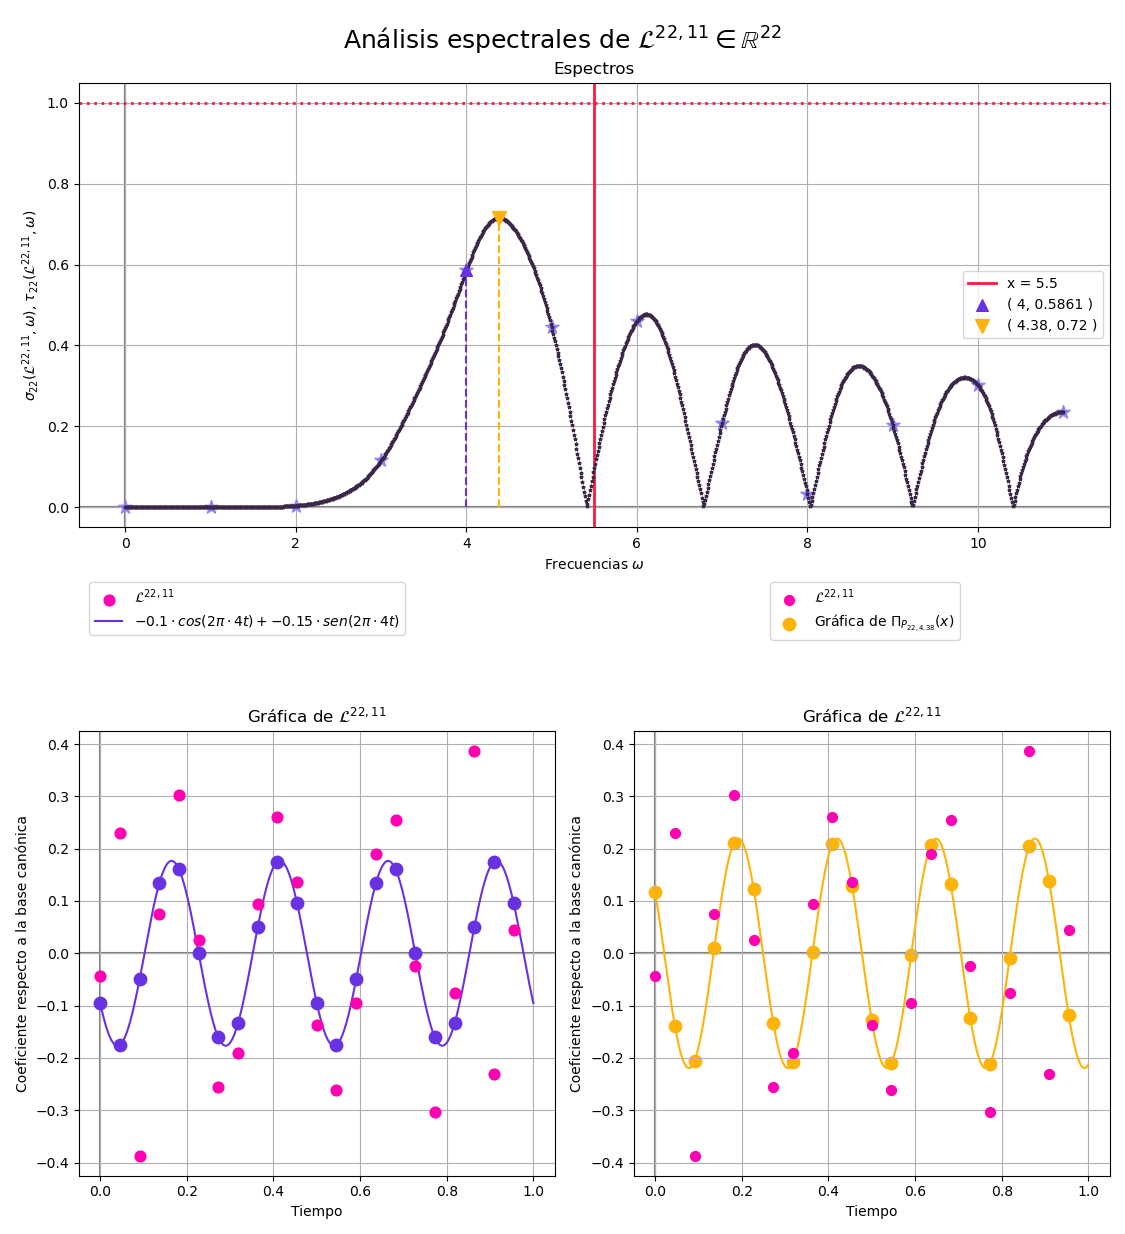 Análisis espectrales de 𝓛^{22,11} ∈ ℝ^{22}
Espectros
σ_{22}(𝓛^{22,11}, ω), τ_{22}(𝓛^{22,11}, ω)
1.0
0.8
0.6
0.4
0.2
0.0
x = 5.5
( 4, 0.5861 )
( 4.38, 0.72 )
0 2 4 6 8 10
Frecuencias ω
𝓛^{22,11}
−0.1 · cos(2π · 4t) + −0.15 · sen(2π · 4t)
𝓛^{22,11}
Gráfica de Π_{P_{22,4.38}}(x)
Gráfica de 𝓛^{22,11}
Coeficiente respecto a la base canónica
0.4
0.3
0.2
0.1
0.0
−0.1
−0.2
−0.3
−0.4
0.0 0.2 0.4 0.6 0.8 1.0
Tiempo
Gráfica de 𝓛^{22,11}
Coeficiente respecto a la base canónica
0.4
0.3
0.2
0.1
0.0
−0.1
−0.2
−0.3
−0.4
0.0 0.2 0.4 0.6 0.8 1.0
Tiempo